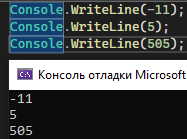 Console.WriteLine(-11);
Console.WriteLine(5);
Console.WriteLine(505);
Консоль отладки Microsoft
-11
5
505